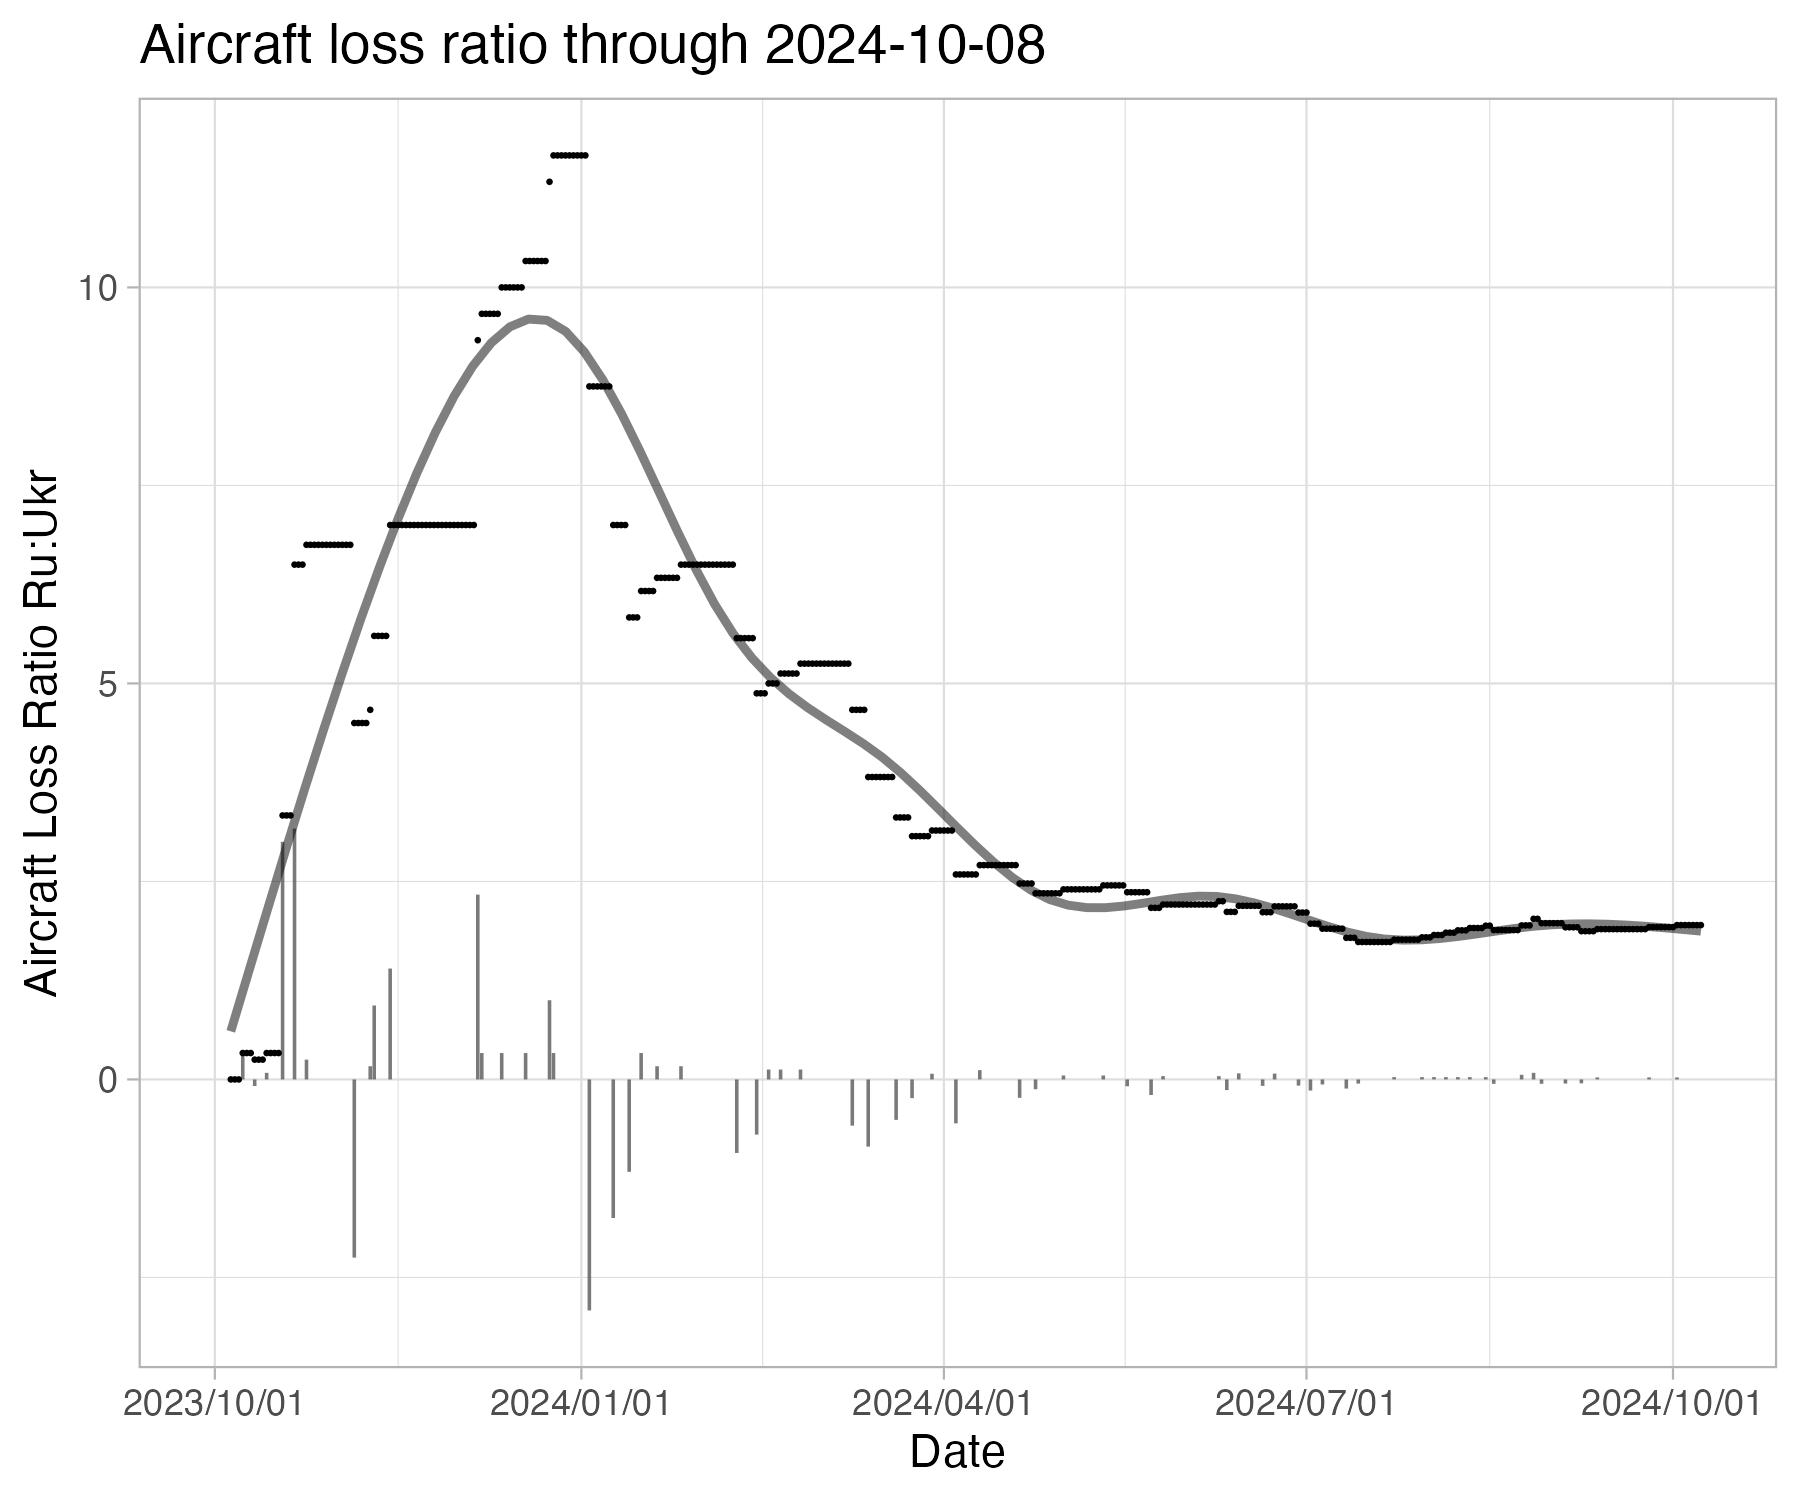 Aircraft loss ratio through 2024-10-08
Aircraft Loss Ratio Ru:Ukr
10
5
0
2023/10/01
2024/01/01
2024/04/01
2024/07/01
2024/10/01
Date